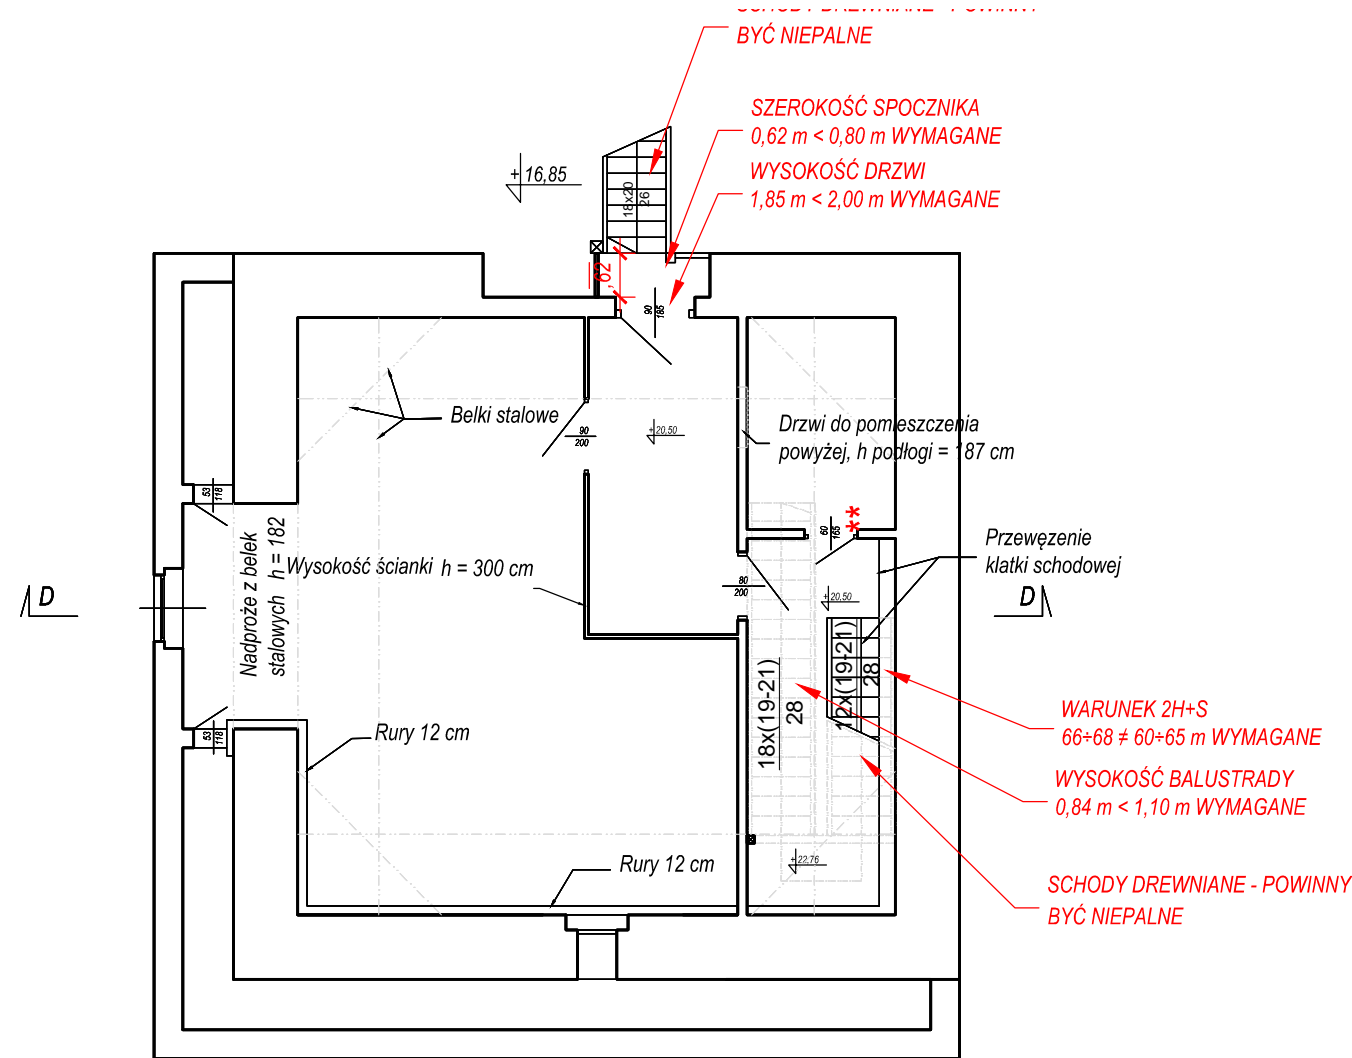 SCHODY DREWNIANE - POWINNY
BYĆ NIEPALNE
SZEROKOŚĆ SPOCZNIKA
0,62 m < 0,80 m WYMAGANE
WYSOKOŚĆ DRZWI
1,85 m < 2,00 m WYMAGANE
+ 16,85
18x20
26
,62
90
185
Belki stalowe
90
200
+ 20,50
Drzwi do pomieszczenia
powyżej, h podłogi = 187 cm
53
118
60
165
**
Przewężenie
klatki schodowej
Nadproże z belek
stalowych h = 182
Wysokość ścianki h = 300 cm
80
200
+ 20,50
D
D
18x(19-21)
28
12x(19-21)
28
WARUNEK 2H+S
66÷68 ≠ 60÷65 m WYMAGANE
Rury 12 cm
53
118
WYSOKOŚĆ BALUSTRADY
0,84 m < 1,10 m WYMAGANE
Rury 12 cm
+ 22,76
SCHODY DREWNIANE - POWINNY
BYĆ NIEPALNE